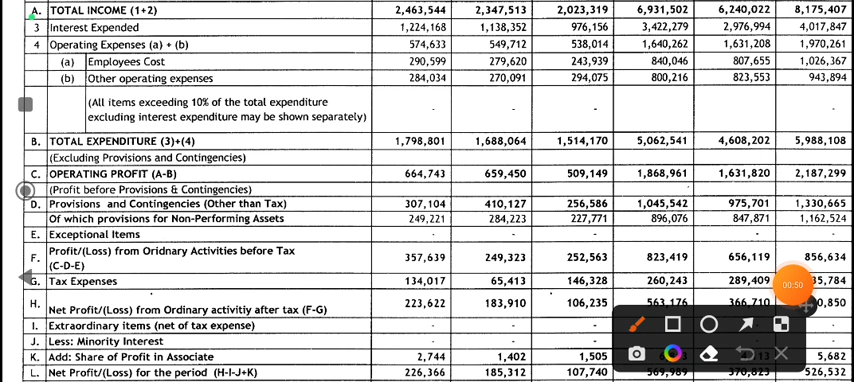 A. TOTAL INCOME (1+2) 2,463,544 2,347,513 2,023,319 6,931,502 6,240,022 8,175,407
3 Interest Expended 1,224,168 1,138,352 976,156 3,422,279 2,976,994 4,017,847
4 Operating Expenses (a) + (b) 574,633 549,712 538,014 1,640,262 1,631,208 1,970,261
(a) Employees Cost 290,599 279,620 243,939 840,046 807,655 1,026,367
(b) Other operating expenses 284,034 270,091 294,075 800,216 823,553 943,894
(All items exceeding 10% of the total expenditure
excluding interest expenditure may be shown separately) - - - - - -
B. TOTAL EXPENDITURE (3)+(4) 1,798,801 1,688,064 1,514,170 5,062,541 4,608,202 5,988,108
(Excluding Provisions and Contingencies)
C. OPERATING PROFIT (A-B) 664,743 659,450 509,149 1,868,961 1,631,820 2,187,299
(Profit before Provisions & Contingencies)
D. Provisions and Contingencies (Other than Tax) 307,104 410,127 256,586 1,045,542 975,701 1,330,665
Of which provisions for Non-Performing Assets 249,221 284,223 227,771 896,076 847,871 1,162,524
E. Exceptional Items - - - - - -
F. Profit/(Loss) from Oridnary Activities before Tax
(C-D-E) 357,639 249,323 252,563 823,419 656,119 856,634
G. Tax Expenses 134,017 65,413 146,328 260,243 289,409 35,784
00:50
H. Net Profit/(Loss) from Ordinary activitiy after tax (F-G) 223,622 183,910 106,235 563,176 366,710 0,850
I. Extraordinary items (net of tax expense) - - -
J. Less: Minority Interest - - -
K. Add: Share of Profit in Associate 2,744 1,402 1,505 5,682
L. Net Profit/(Loss) for the period (H-I-J+K) 226,366 185,312 107,740 569,989 370,823 526,532